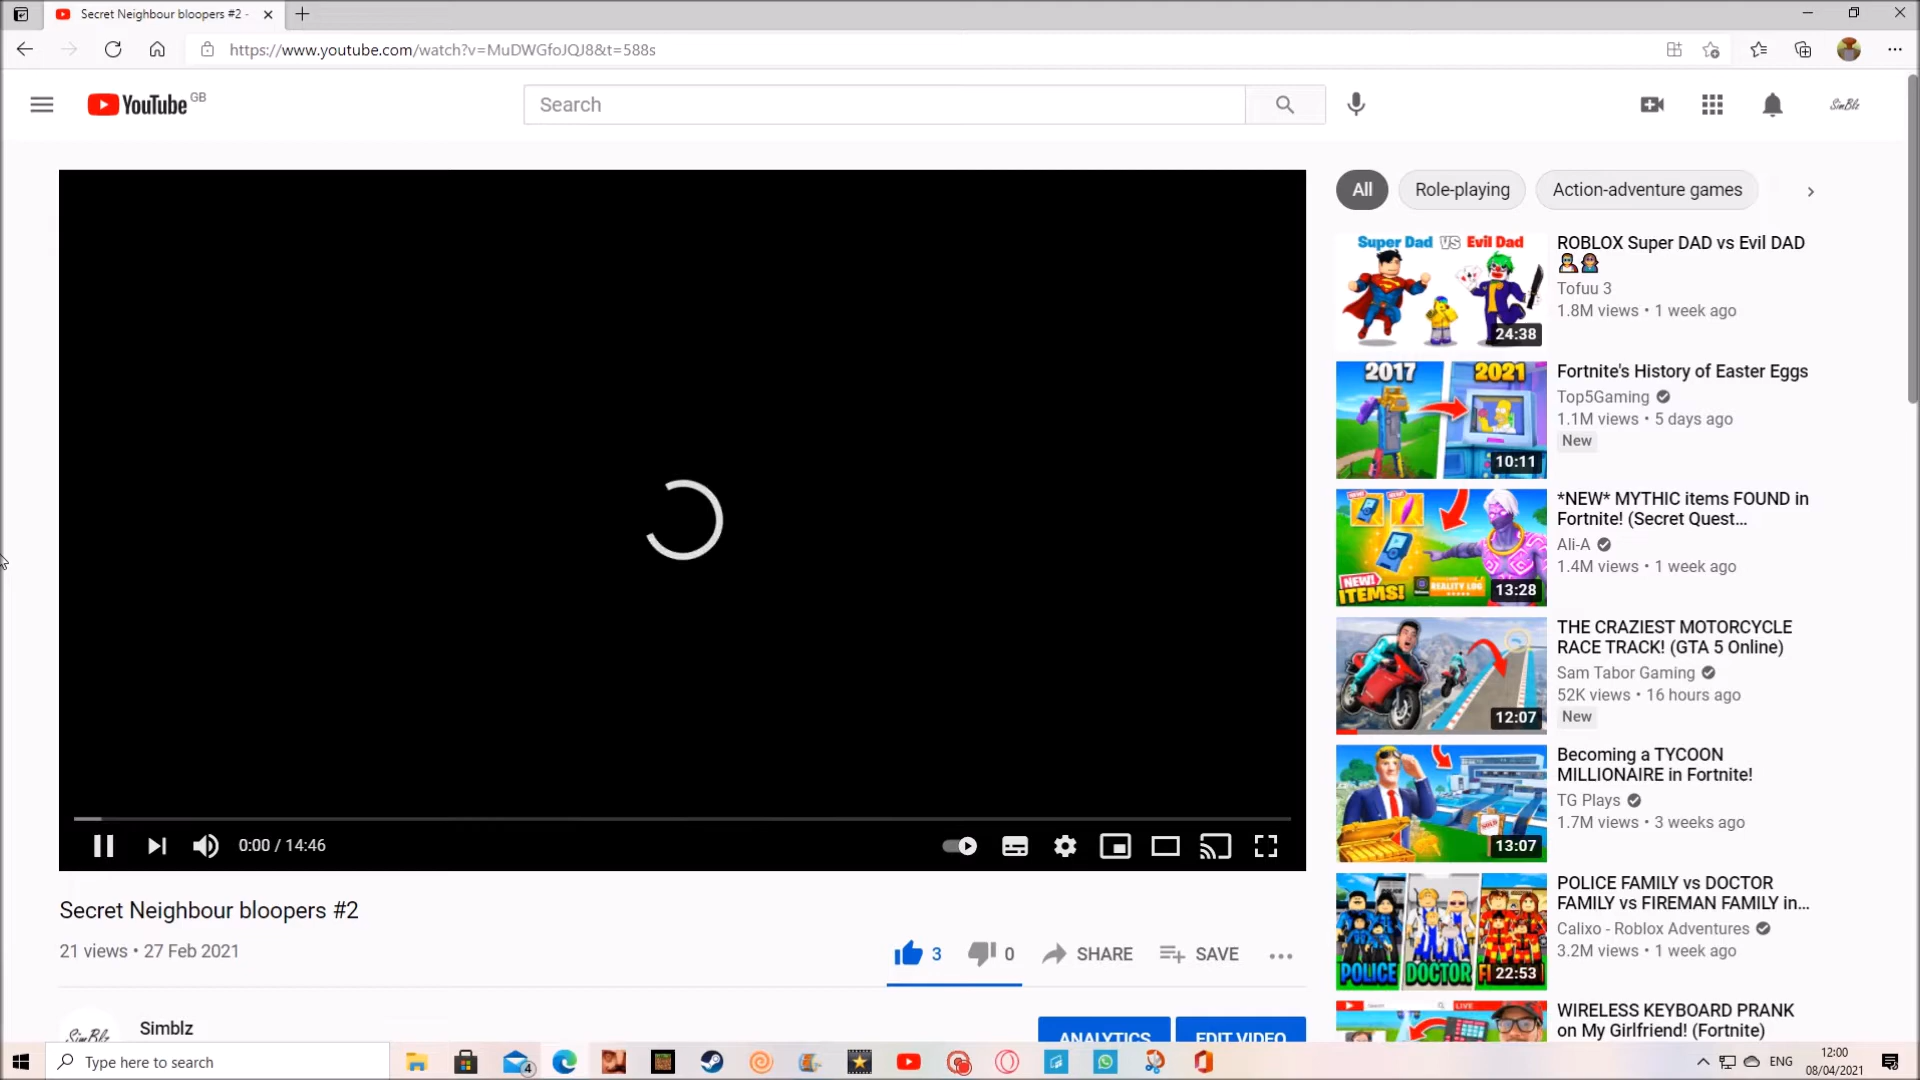 Secret Neighbour bloopers #2 -
https://www.youtube.com/watch?v=MuDWGfoJQJ8&t=588s
YouTube GB
Search
SimBlz
All
Role-playing
Action-adventure games
Super Dad VS Evil Dad
24:38
ROBLOX Super DAD vs Evil DAD
Tofuu 3
1.8M views • 1 week ago
2017
2021
10:11
Fortnite's History of Easter Eggs
Top5Gaming
1.1M views • 5 days ago
New
NEW!
ITEMS!
REALITY LOG
13:28
*NEW* MYTHIC items FOUND in
Fortnite! (Secret Quest...
Ali-A
1.4M views • 1 week ago
12:07
THE CRAZIEST MOTORCYCLE
RACE TRACK! (GTA 5 Online)
Sam Tabor Gaming
52K views • 16 hours ago
New
SOLD
13:07
Becoming a TYCOON
MILLIONAIRE in Fortnite!
TG Plays
1.7M views • 3 weeks ago
POLICE
DOCTOR
22:53
POLICE FAMILY vs DOCTOR
FAMILY vs FIREMAN FAMILY in...
Calixo - Roblox Adventures
3.2M views • 1 week ago
LIVE
WIRELESS KEYBOARD PRANK
on My Girlfriend! (Fortnite)
0:00 / 14:46
Secret Neighbour bloopers #2
21 views • 27 Feb 2021
3
0
SHARE
SAVE
SimBlz
Simblz
ANALYTICS
EDIT VIDEO
Type here to search
4
ENG
12:00
08/04/2021